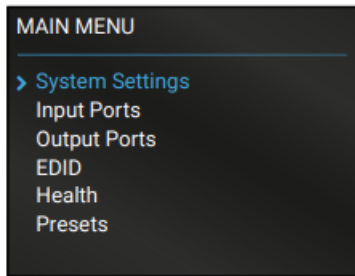 MAIN MENU
System Settings
Input Ports
Output Ports
EDID
Health
Presets